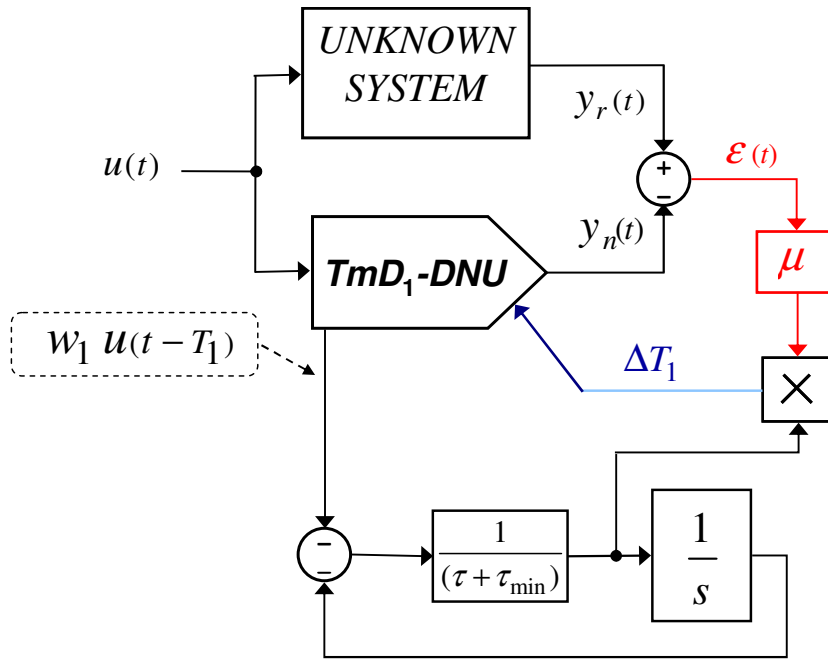 UNKNOWN
SYSTEM
y_r(t)
u(t)
ε(t)
+
−
y_n(t)
TmD₁-DNU
μ
w₁ u(t − T₁)
ΔT₁
×
−
−
1
(τ + τ_min)
1
s